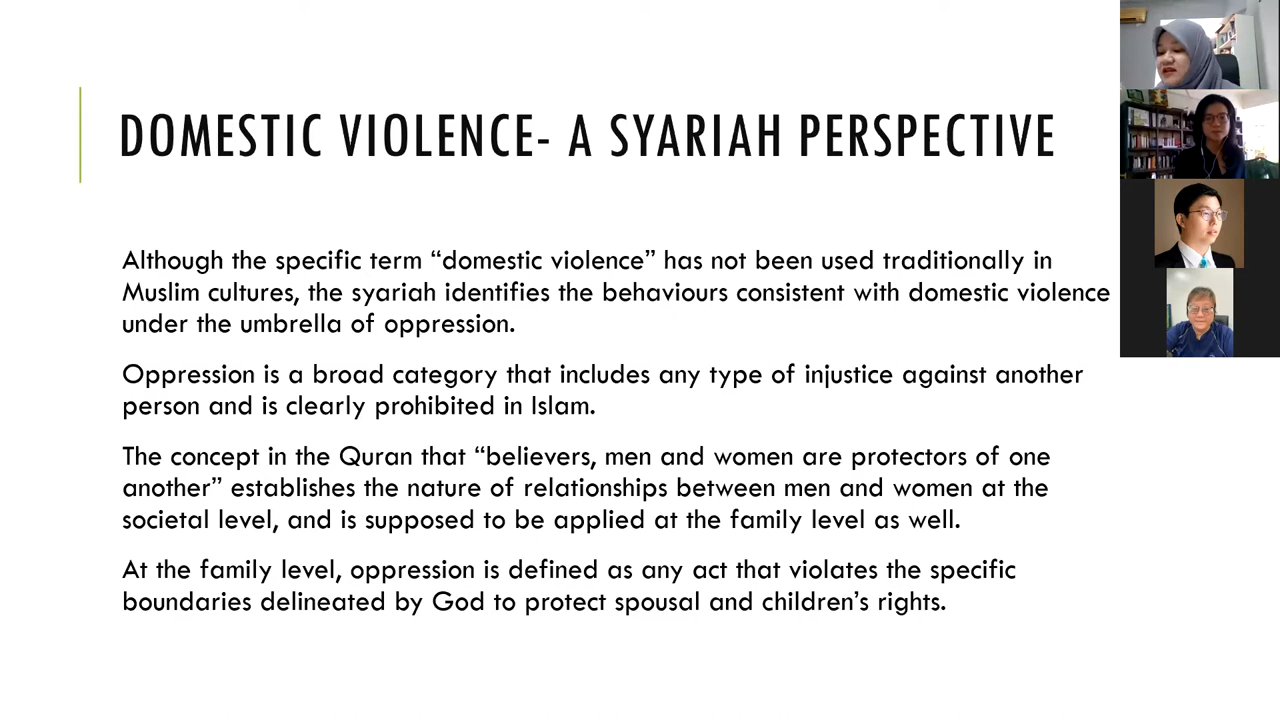 DOMESTIC VIOLENCE- A SYARIAH PERSPECTIVE
Although the specific term “domestic violence” has not been used traditionally in
Muslim cultures, the syariah identifies the behaviours consistent with domestic violence
under the umbrella of oppression.
Oppression is a broad category that includes any type of injustice against another
person and is clearly prohibited in Islam.
The concept in the Quran that “believers, men and women are protectors of one
another” establishes the nature of relationships between men and women at the
societal level, and is supposed to be applied at the family level as well.
At the family level, oppression is defined as any act that violates the specific
boundaries delineated by God to protect spousal and children’s rights.